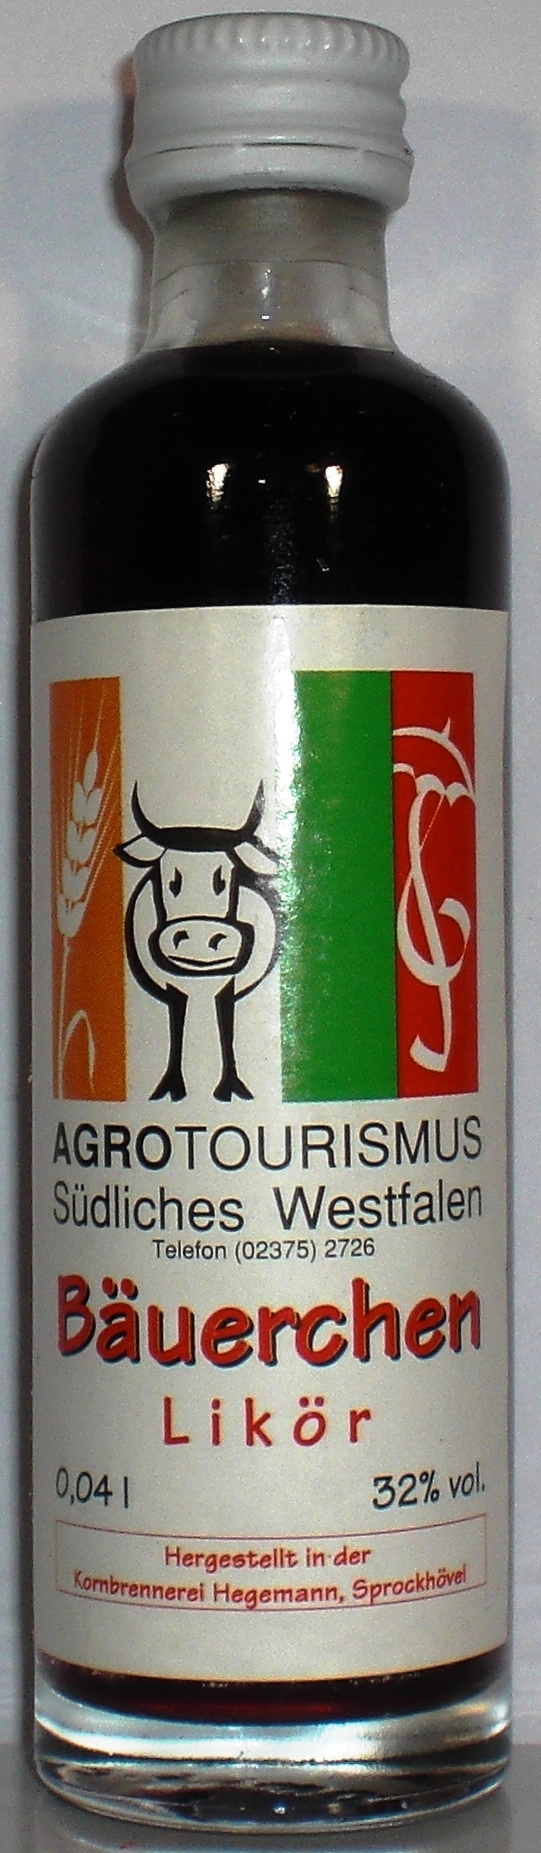 AGROTOURISMUS
Südliches Westfalen
Telefon (02375) 2726
Bäuerchen
Likör
0,04 l 32% vol.
Hergestellt in der
Kornbrennerei Hegemann, Sprockhövel